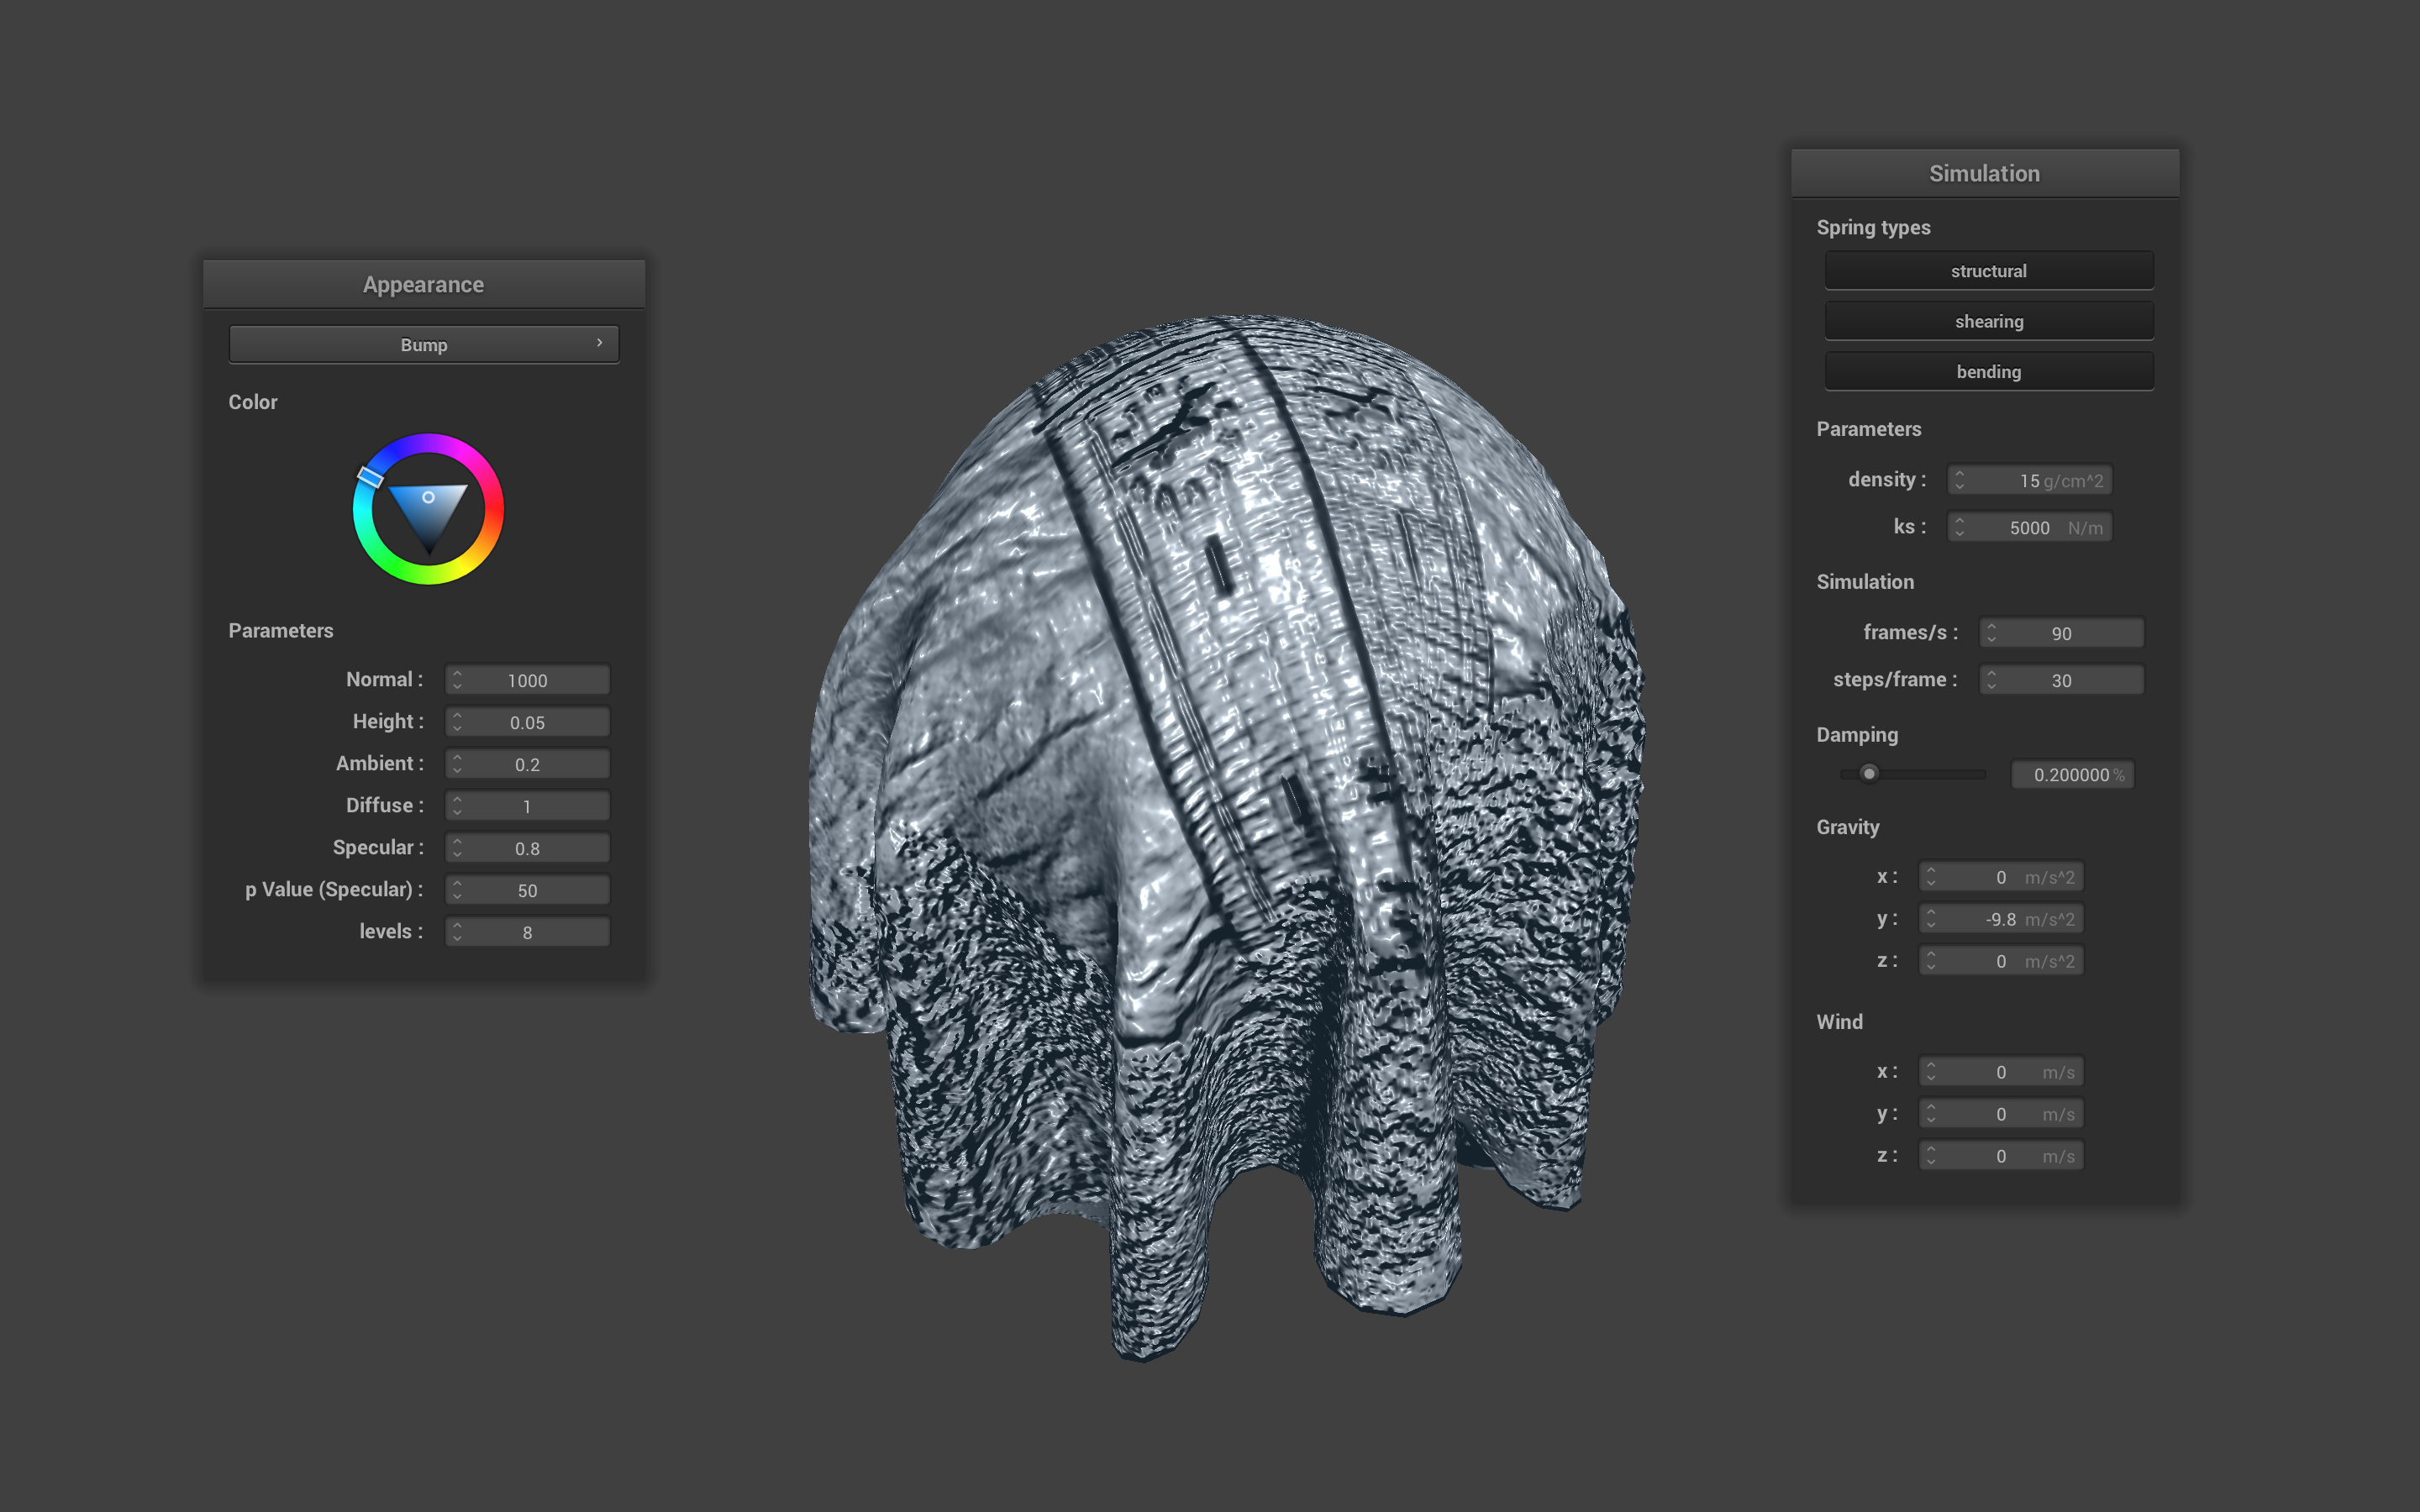 Appearance
Bump
Color
Parameters
Normal : 1000
Height : 0.05
Ambient : 0.2
Diffuse : 1
Specular : 0.8
p Value (Specular) : 50
levels : 8
Simulation
Spring types
structural
shearing
bending
Parameters
density : 15 g/cm^2
ks : 5000 N/m
Simulation
frames/s : 90
steps/frame : 30
Damping
0.200000 %
Gravity
x : 0 m/s^2
y : -9.8 m/s^2
z : 0 m/s^2
Wind
x : 0 m/s
y : 0 m/s
z : 0 m/s